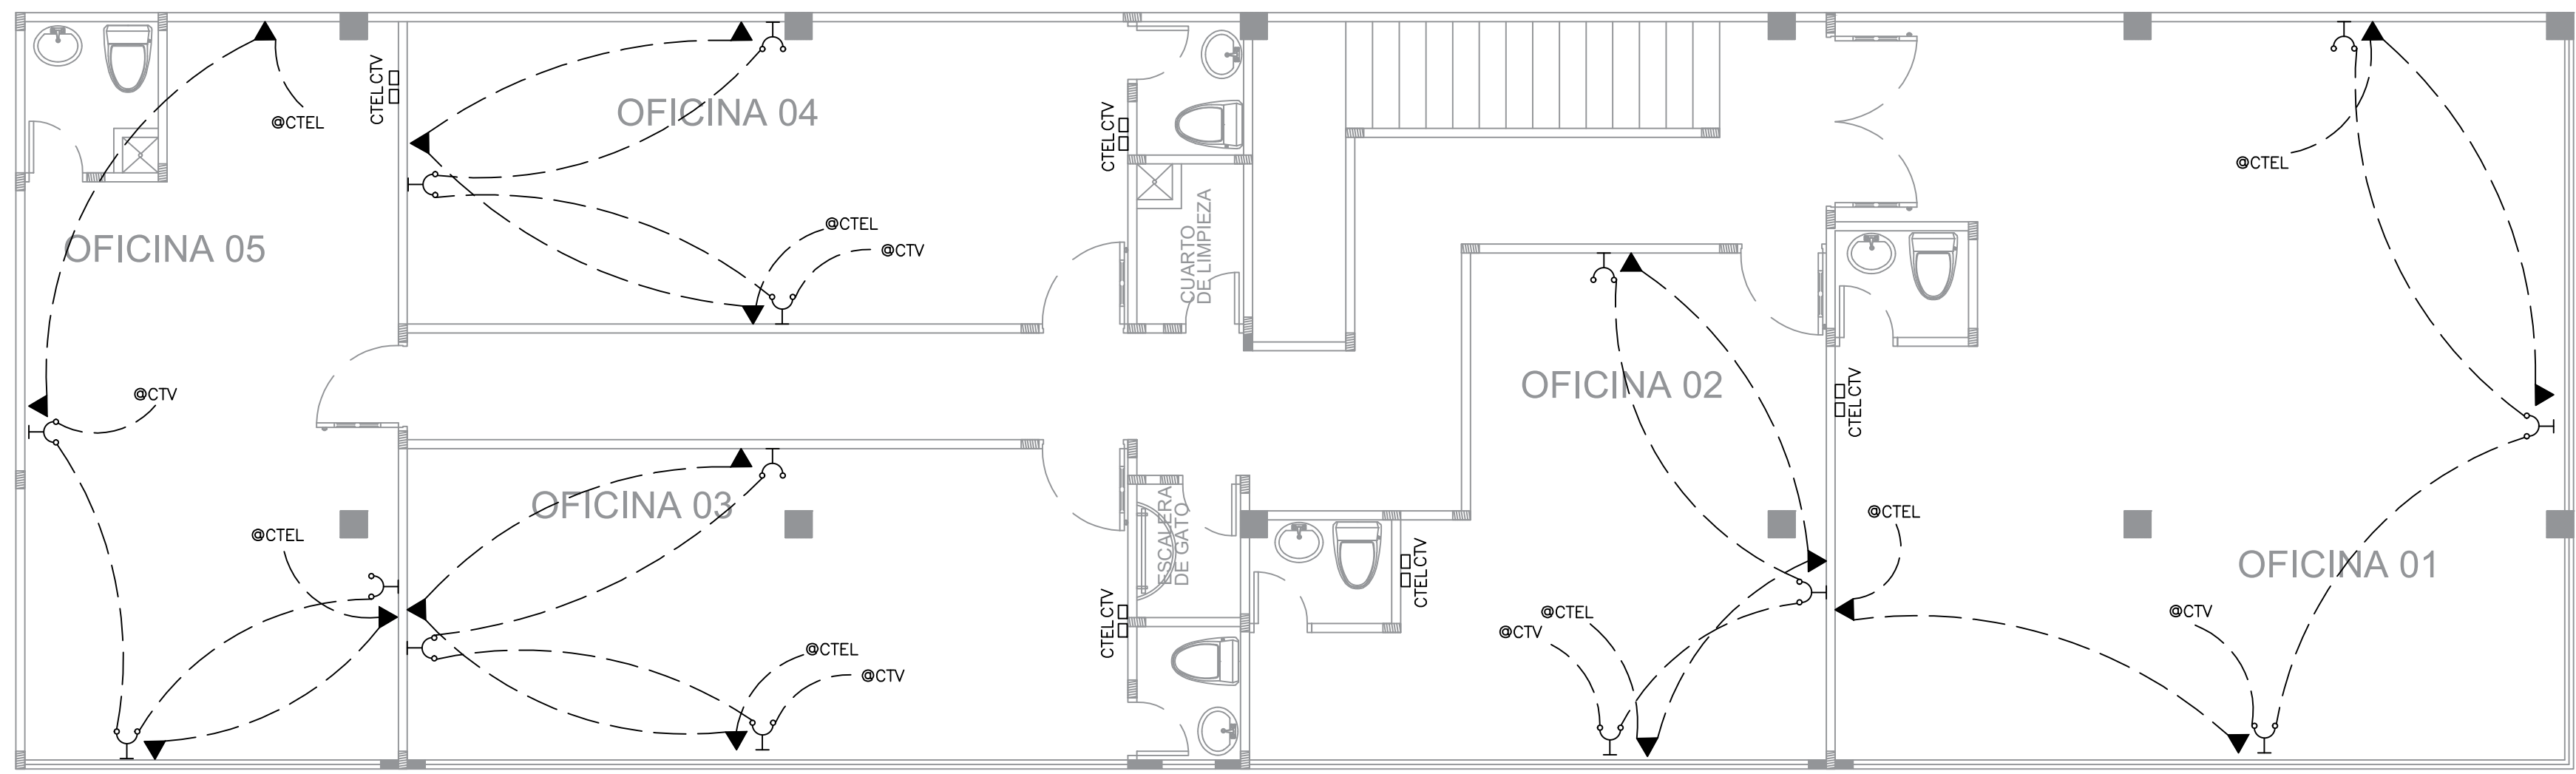 CTEL CTV
OFICINA 04
@CTEL
CTEL CTV
@CTEL
CUARTO
DE LIMPIEZA
@CTEL
@CTV
OFICINA 05
OFICINA 02
@CTV
CTEL CTV
OFICINA 03
ESCALERA
DE GATO
@CTEL
@CTEL
OFICINA 01
CTEL CTV
CTEL CTV
@CTEL
@CTV
@CTV
@CTEL
@CTV